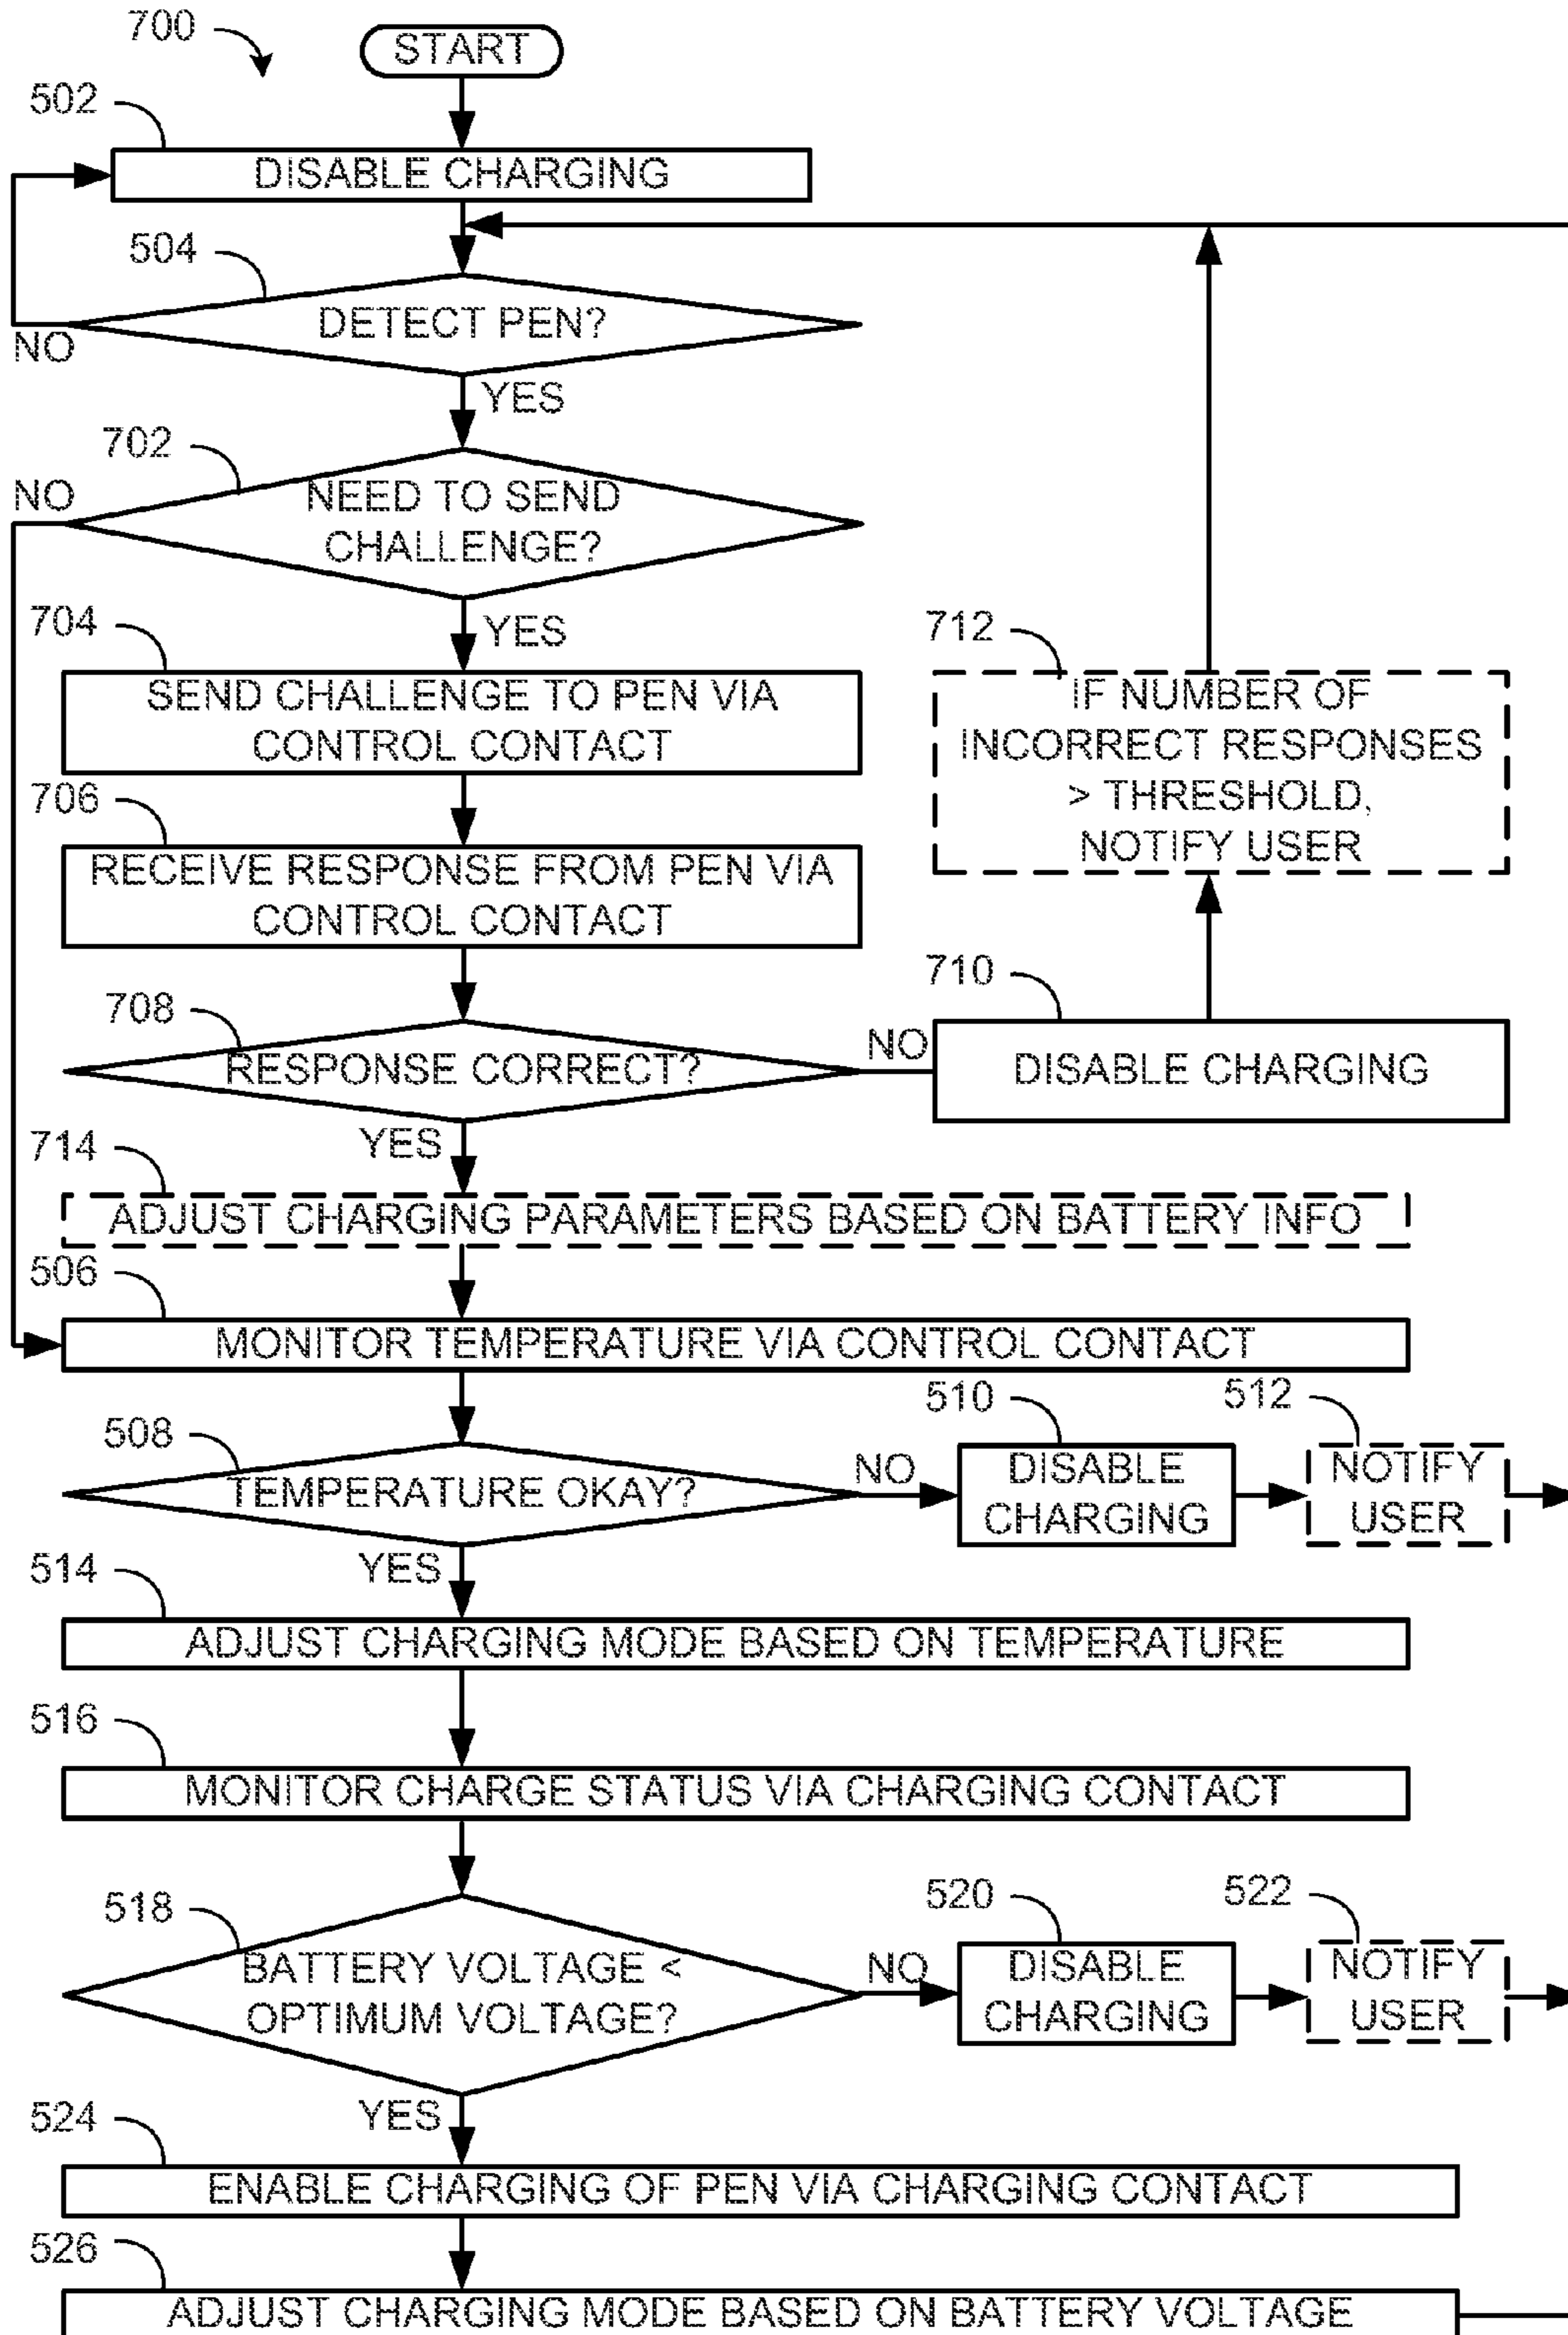 700
START
502
DISABLE CHARGING
504
DETECT PEN?
NO
YES
702
NO
NEED TO SEND
CHALLENGE?
YES
704
SEND CHALLENGE TO PEN VIA
CONTROL CONTACT
706
RECEIVE RESPONSE FROM PEN VIA
CONTROL CONTACT
712
IF NUMBER OF
INCORRECT RESPONSES
> THRESHOLD,
NOTIFY USER
708
RESPONSE CORRECT?
NO
710
DISABLE CHARGING
YES
714
ADJUST CHARGING PARAMETERS BASED ON BATTERY INFO
506
MONITOR TEMPERATURE VIA CONTROL CONTACT
508
TEMPERATURE OKAY?
NO
510
DISABLE
CHARGING
512
NOTIFY
USER
YES
514
ADJUST CHARGING MODE BASED ON TEMPERATURE
516
MONITOR CHARGE STATUS VIA CHARGING CONTACT
518
BATTERY VOLTAGE <
OPTIMUM VOLTAGE?
NO
520
DISABLE
CHARGING
522
NOTIFY
USER
YES
524
ENABLE CHARGING OF PEN VIA CHARGING CONTACT
526
ADJUST CHARGING MODE BASED ON BATTERY VOLTAGE